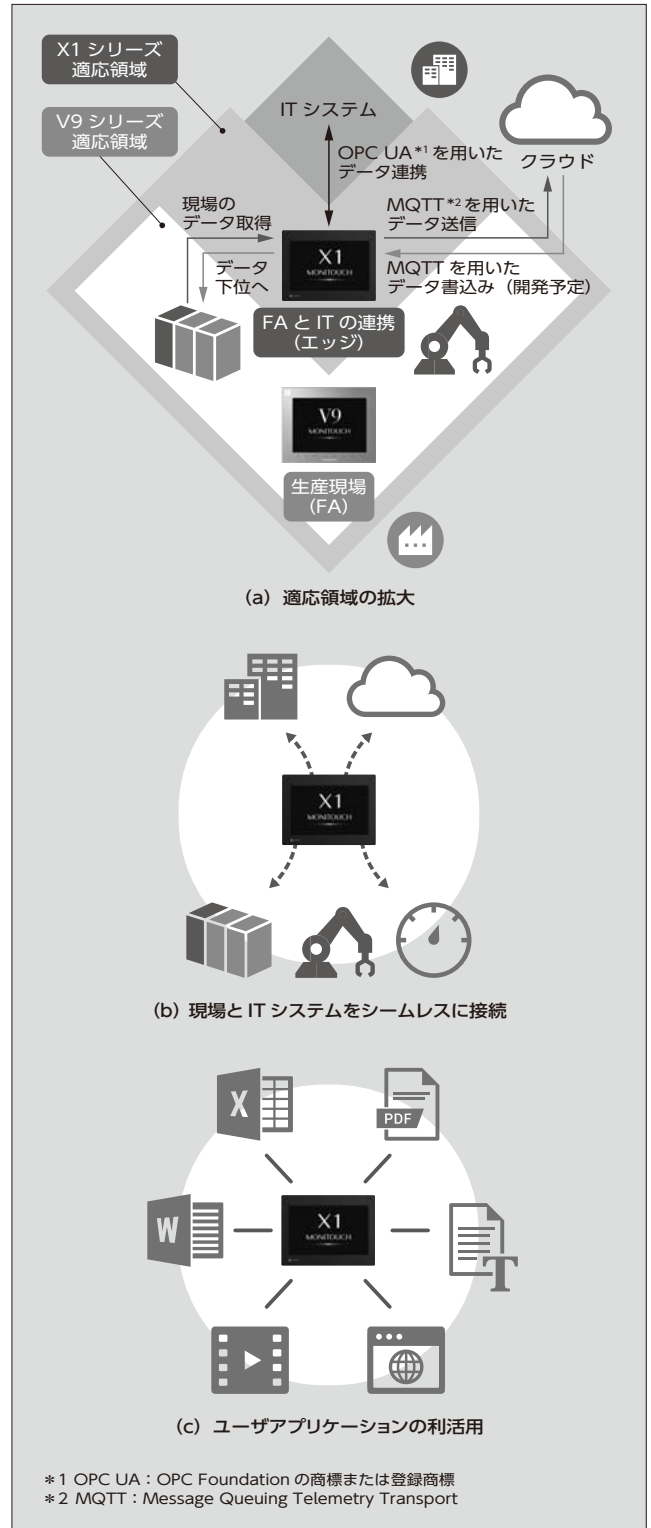 X1 シリーズ
適応領域
V9 シリーズ
適応領域
IT システム
OPC UA*1 を用いた
データ連携
クラウド
現場の
データ取得
MQTT*2 を用いた
データ送信
データ
下位へ
X1
MONITOUCH
MQTT を用いた
データ書込み（開発予定）
FA と IT の連携
（エッジ）
V9
MONITOUCH
生産現場
（FA）
(a) 適応領域の拡大
X1
MONITOUCH
(b) 現場と IT システムをシームレスに接続
X
PDF
W
X1
MONITOUCH
T
(c) ユーザアプリケーションの利活用
*1 OPC UA：OPC Foundation の商標または登録商標
*2 MQTT：Message Queuing Telemetry Transport